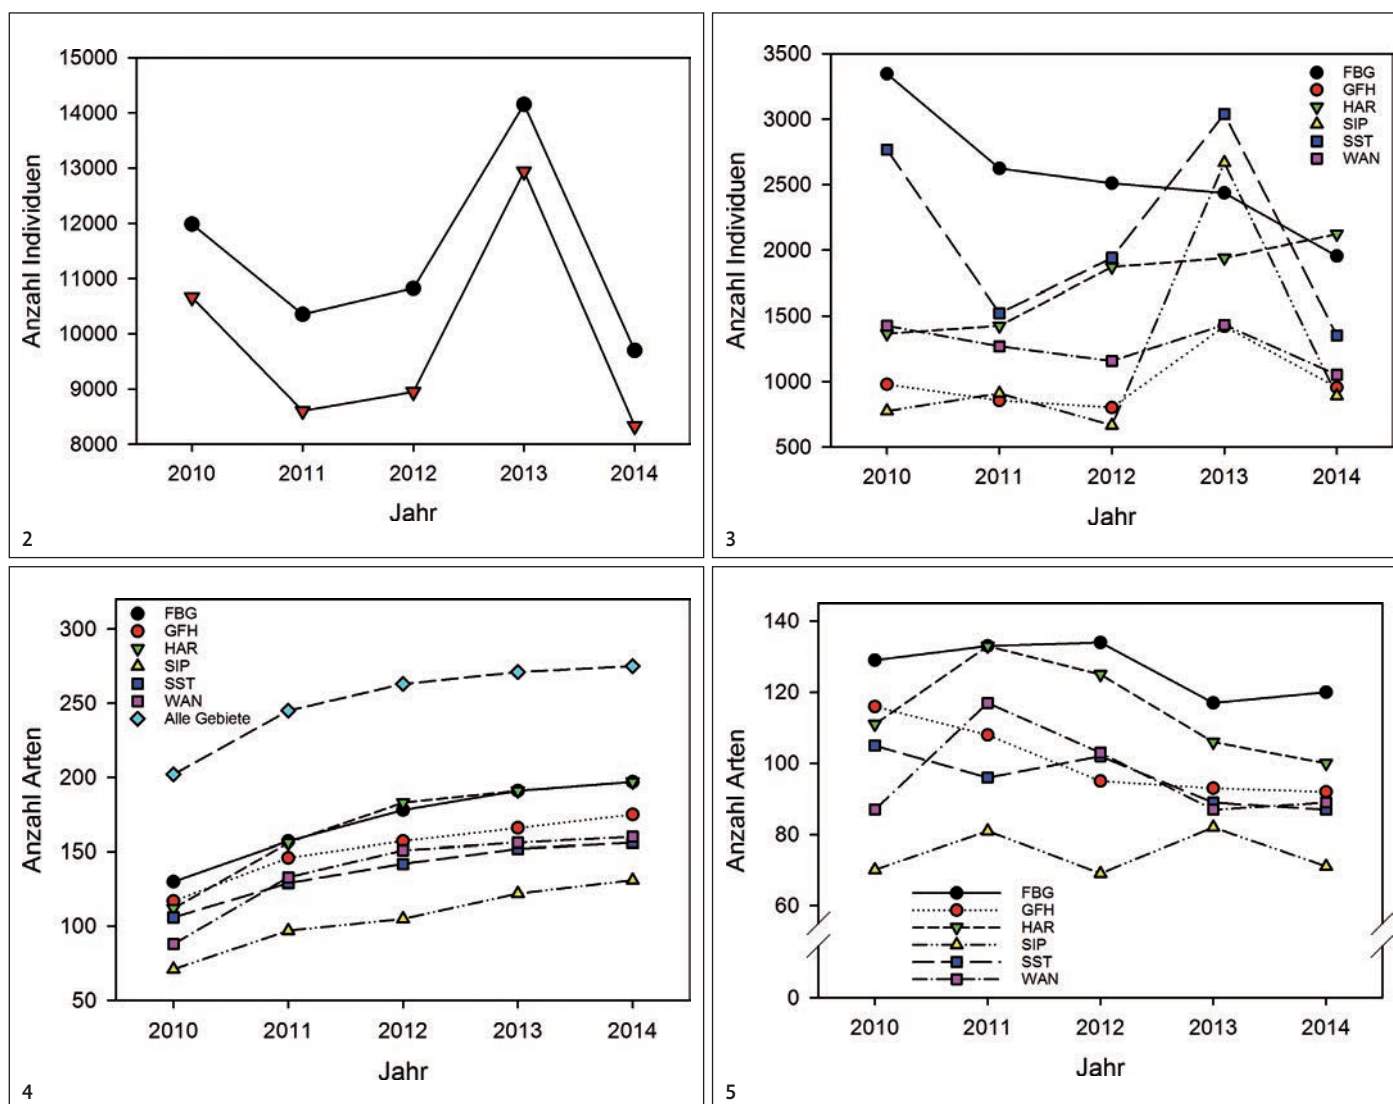 15000
14000
13000
12000
11000
10000
9000
8000
Anzahl Individuen
2010 2011 2012 2013 2014
Jahr
2
3500
3000
2500
2000
1500
1000
500
Anzahl Individuen
FBG
GFH
HAR
SIP
SST
WAN
2010 2011 2012 2013 2014
Jahr
3
300
250
200
150
100
50
Anzahl Arten
FBG
GFH
HAR
SIP
SST
WAN
Alle Gebiete
2010 2011 2012 2013 2014
Jahr
4
140
120
100
80
60
0
Anzahl Arten
FBG
GFH
HAR
SIP
SST
WAN
2010 2011 2012 2013 2014
Jahr
5